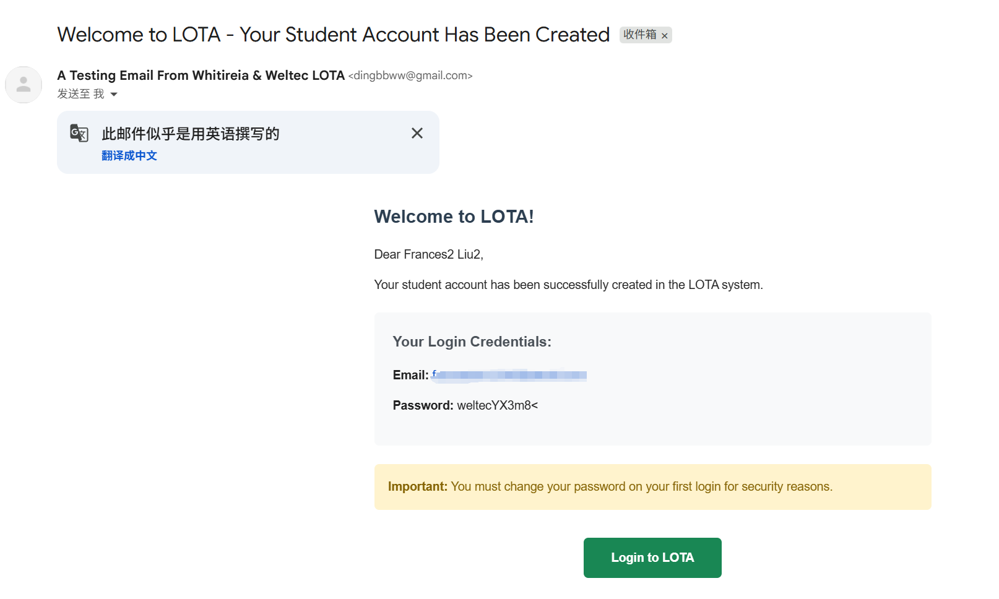 Welcome to LOTA - Your Student Account Has Been Created 收件箱 ×
A Testing Email From Whitireia & Weltec LOTA <dingbbww@gmail.com>
发送至 我
此邮件似乎是用英语撰写的
翻译成中文
Welcome to LOTA!
Dear Frances2 Liu2,
Your student account has been successfully created in the LOTA system.
Your Login Credentials:
Email:
Password: weltecYX3m8<
Important: You must change your password on your first login for security reasons.
Login to LOTA